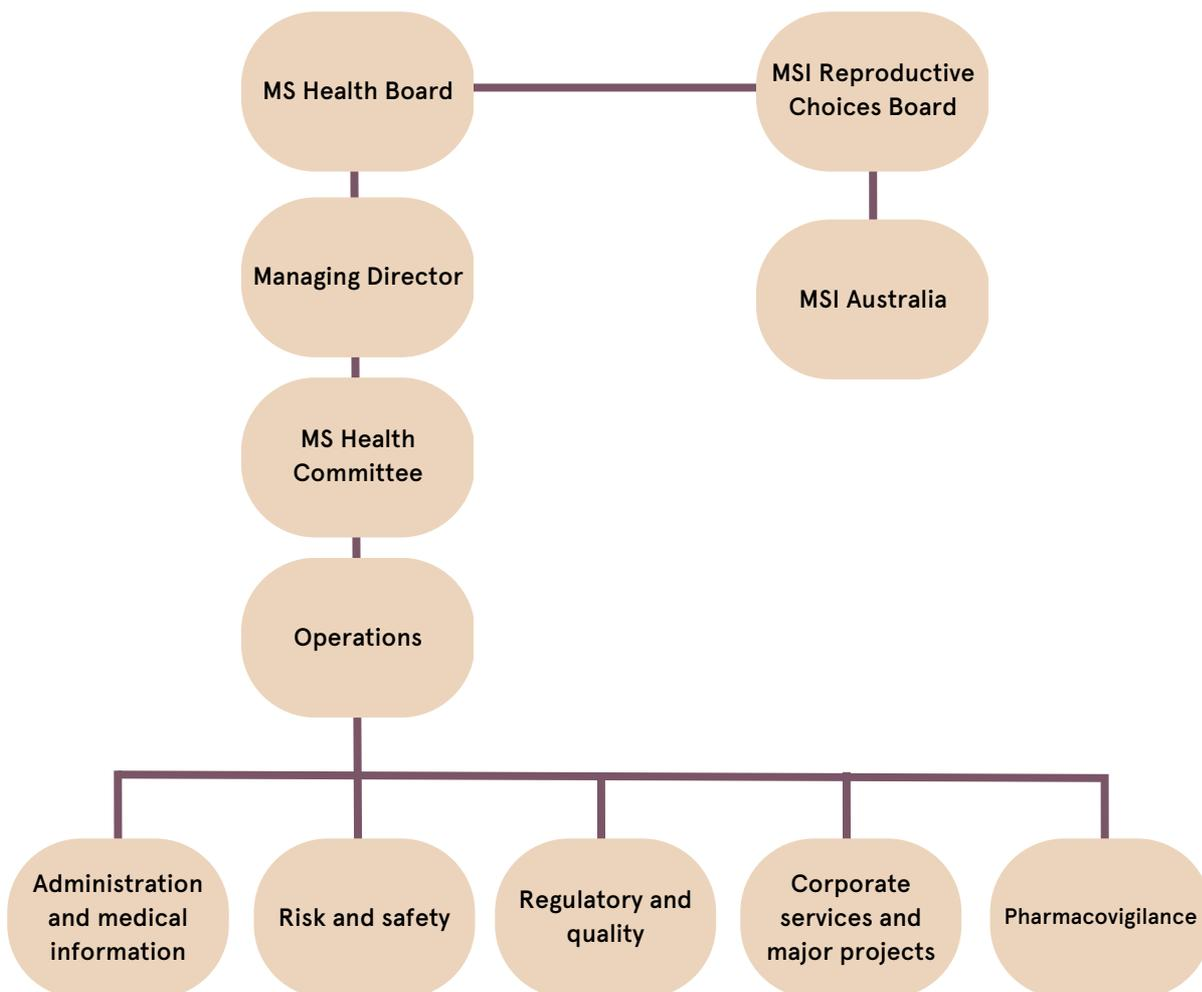 MS Health Board
MSI Reproductive
Choices Board
Managing Director
MSI Australia
MS Health
Committee
Operations
Administration
and medical
information
Risk and safety
Regulatory and
quality
Corporate
services and
major projects
Pharmacovigilance